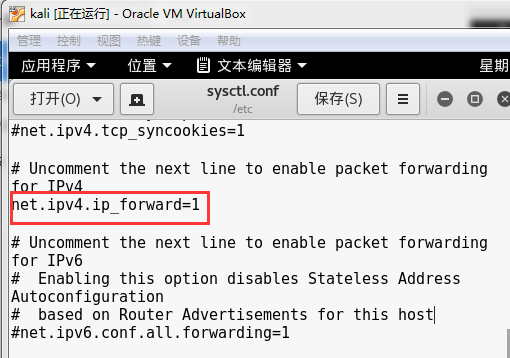 kali [正在运行] - Oracle VM VirtualBox
管理 控制 视图 热键 设备 帮助
应用程序 位置 文本编辑器 星期
打开(O) sysctl.conf 保存(S)
/etc
#net.ipv4.tcp_syncookies=1
# Uncomment the next line to enable packet forwarding
for IPv4
net.ipv4.ip_forward=1
# Uncomment the next line to enable packet forwarding
for IPv6
#  Enabling this option disables Stateless Address
Autoconfiguration
#  based on Router Advertisements for this host
#net.ipv6.conf.all.forwarding=1